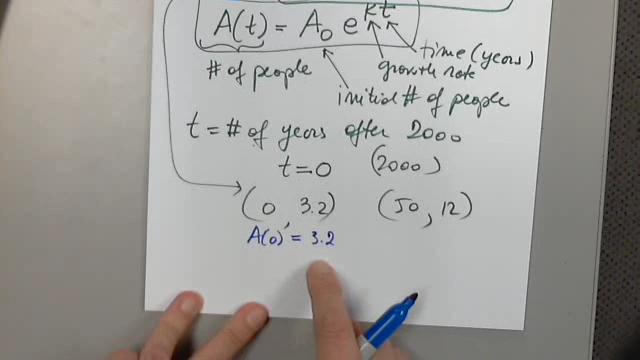 A(t) = A₀ e^kt
time (years)
growth rate
# of people
initial # of people
t = # of years after 2000
t=0 (2000)
(0, 3.2) (50, 12)
A(0) = 3.2